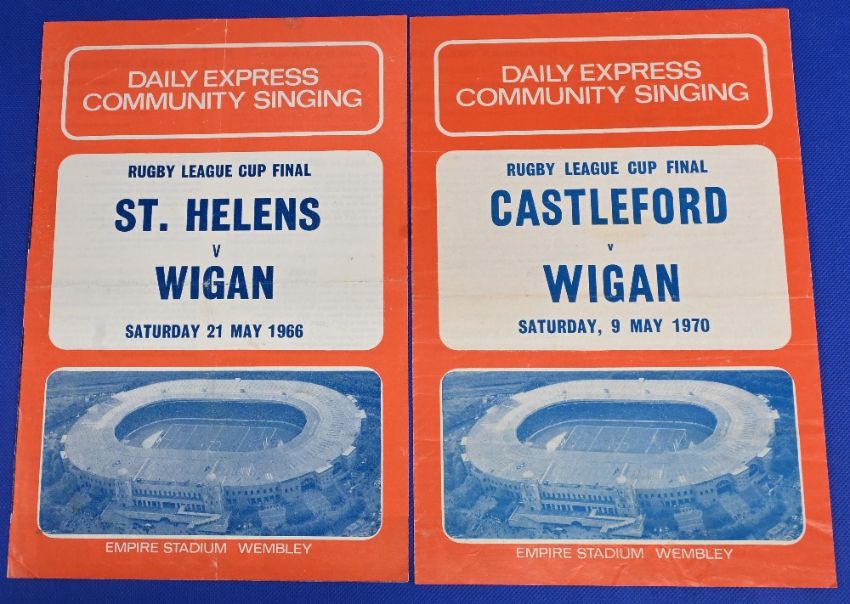 DAILY EXPRESS
COMMUNITY SINGING
RUGBY LEAGUE CUP FINAL
ST. HELENS
V
WIGAN
SATURDAY 21 MAY 1966
EMPIRE STADIUM WEMBLEY
DAILY EXPRESS
COMMUNITY SINGING
RUGBY LEAGUE CUP FINAL
CASTLEFORD
v
WIGAN
SATURDAY, 9 MAY 1970
EMPIRE STADIUM WEMBLEY